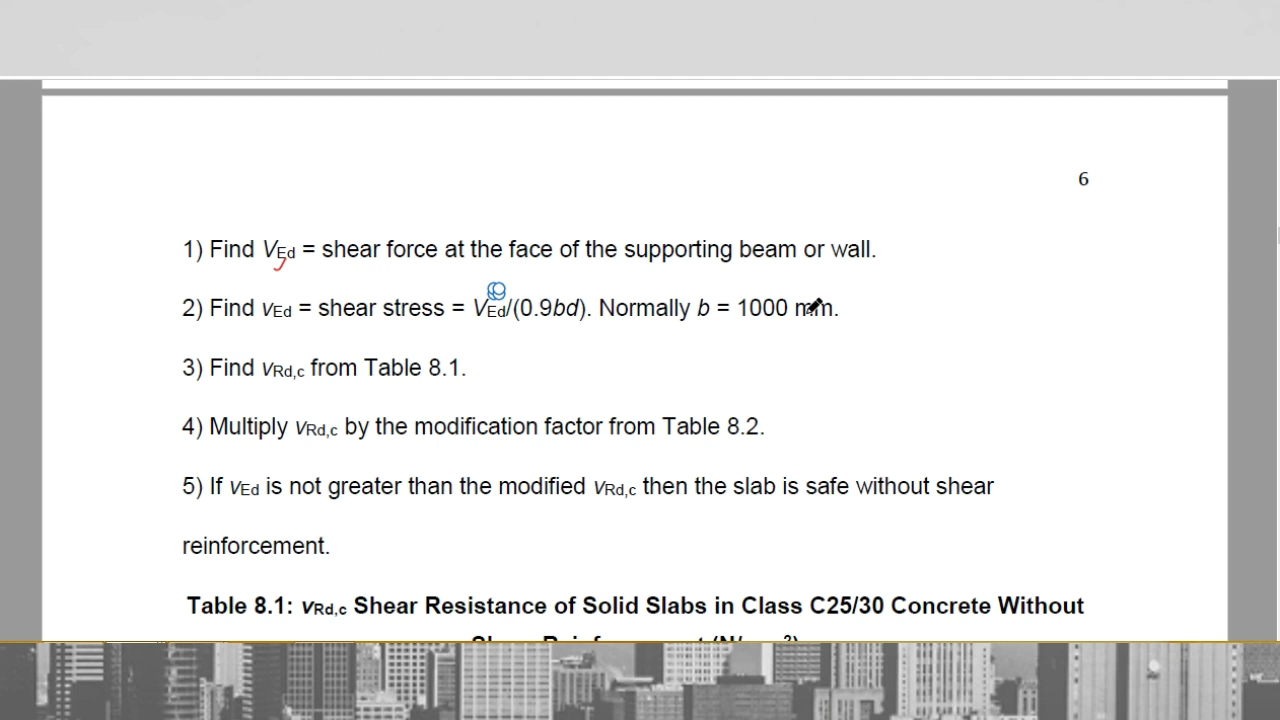 6
1) Find VEd = shear force at the face of the supporting beam or wall.
2) Find vEd = shear stress = VEd/(0.9bd). Normally b = 1000 mm.
3) Find vRd,c from Table 8.1.
4) Multiply vRd,c by the modification factor from Table 8.2.
5) If vEd is not greater than the modified vRd,c then the slab is safe without shear
reinforcement.
Table 8.1: vRd,c Shear Resistance of Solid Slabs in Class C25/30 Concrete Without